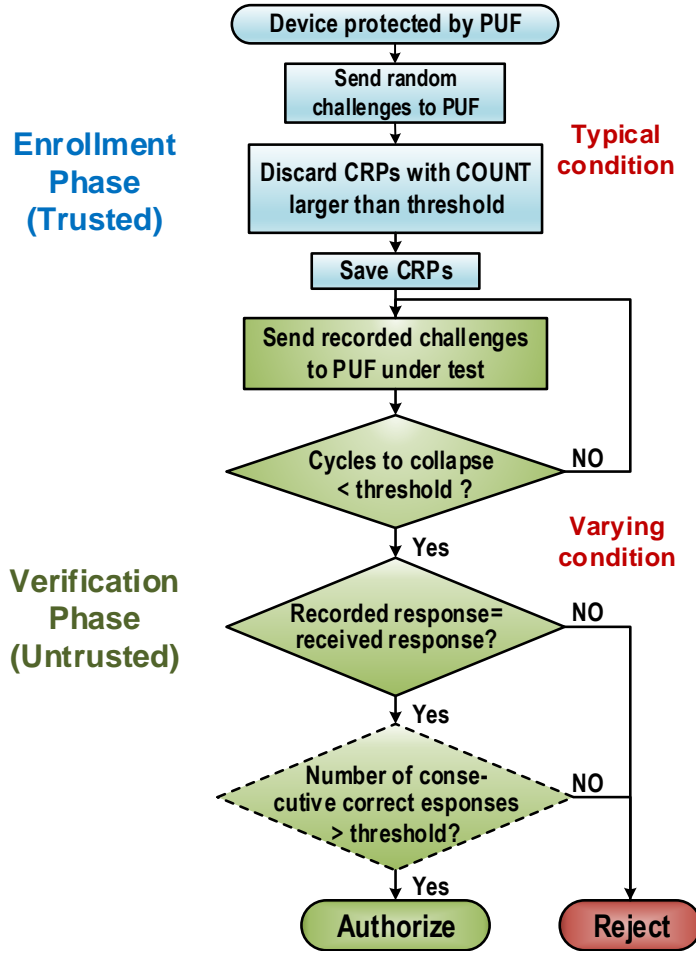 Device protected by PUF
Send random
challenges to PUF
Enrollment
Phase
(Trusted)
Typical
condition
Discard CRPs with COUNT
larger than threshold
Save CRPs
Send recorded challenges
to PUF under test
Cycles to collapse
< threshold ?
NO
Yes
Varying
condition
Verification
Phase
(Untrusted)
Recorded response=
received response?
NO
Yes
Number of conse-
cutive correct esponses
> threshold?
NO
Yes
Authorize
Reject